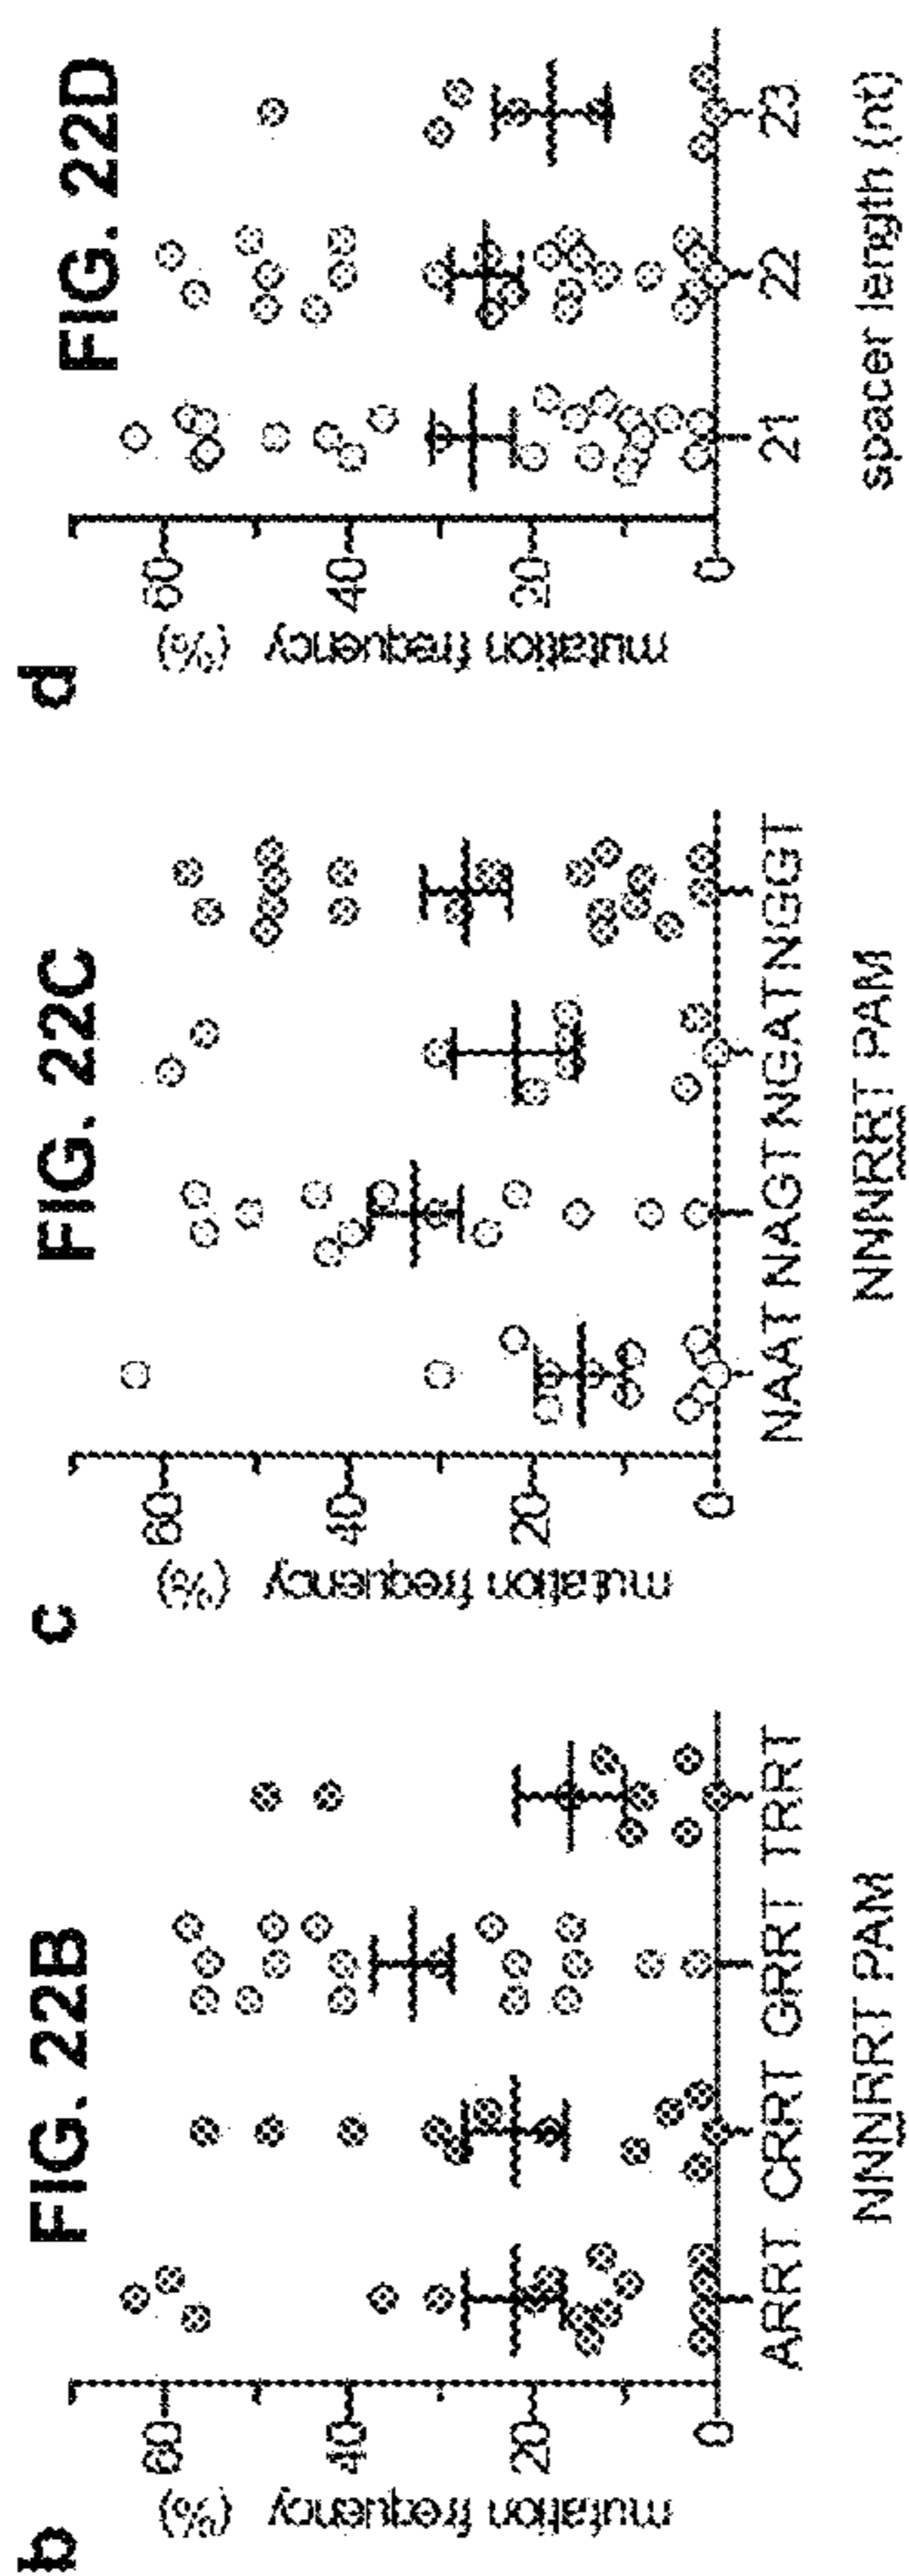 b
FIG. 22B
mutation frequency (%)
60
40
20
0
ARRT CRRT GRRT TRRT
NNNRRT PAM
c
FIG. 22C
mutation frequency (%)
60
40
20
0
NAAT NAGT NGAT NGGT
NNNRRT PAM
d
FIG. 22D
mutation frequency (%)
60
40
20
0
21 22 23
spacer length (nt)